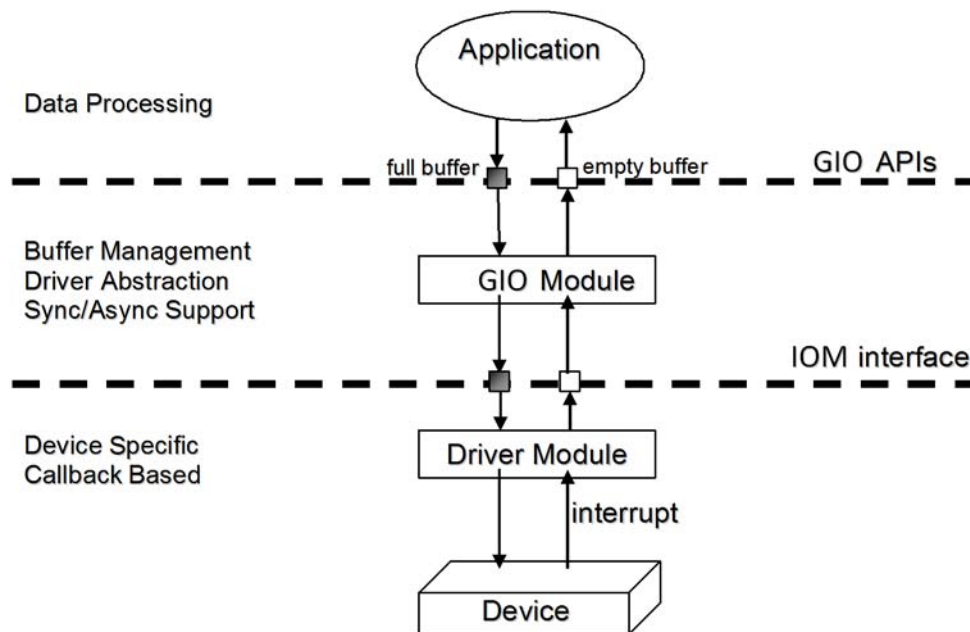 Application
Data Processing
full buffer
empty buffer
GIO APIs
Buffer Management
Driver Abstraction
Sync/Async Support
GIO Module
IOM interface
Device Specific
Callback Based
Driver Module
interrupt
Device